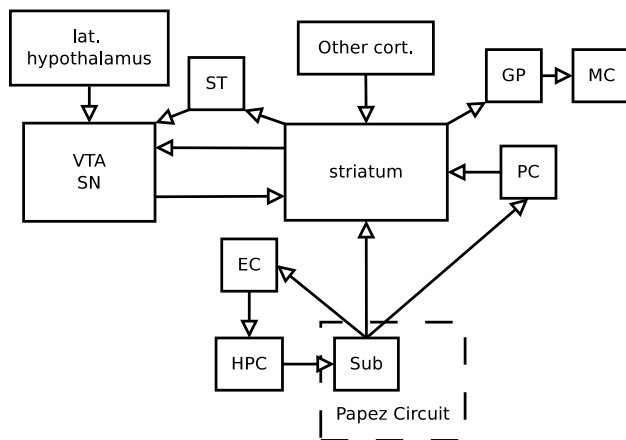 lat.
hypothalamus
Other cort.
ST
GP
MC
VTA
SN
striatum
PC
EC
HPC
Sub
Papez Circuit